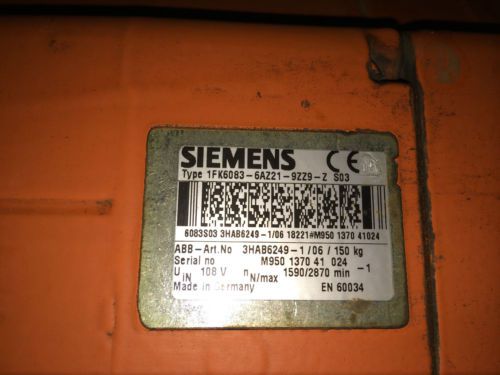 SIEMENS CE
Type 1FK6083-6AZ21-9ZZ9-Z S03
6083S03 3HAB6249-1/06 18221#M950 1370 41024
ABB-Art.No 3HAB6249-1/06/150 kg
Serial no M950 1370 41 024
U IN 108 V n N/max 1590/2870 min -1
Made in Germany EN 60034